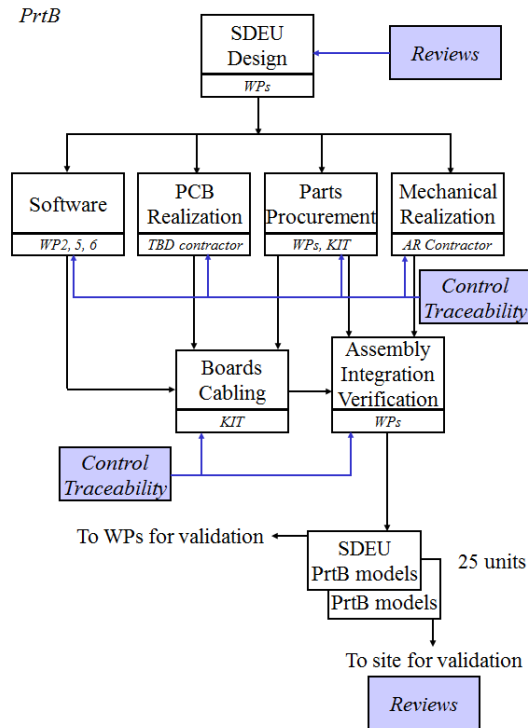 PrtB
SDEU
Design
WPs
Reviews
Software
WP2, 5, 6
PCB
Realization
TBD contractor
Parts
Procurement
WPs, KIT
Mechanical
Realization
AR Contractor
Control
Traceability
Boards
Cabling
KIT
Assembly
Integration
Verification
WPs
Control
Traceability
To WPs for validation
SDEU
PrtB models
PrtB models
25 units
To site for validation
Reviews